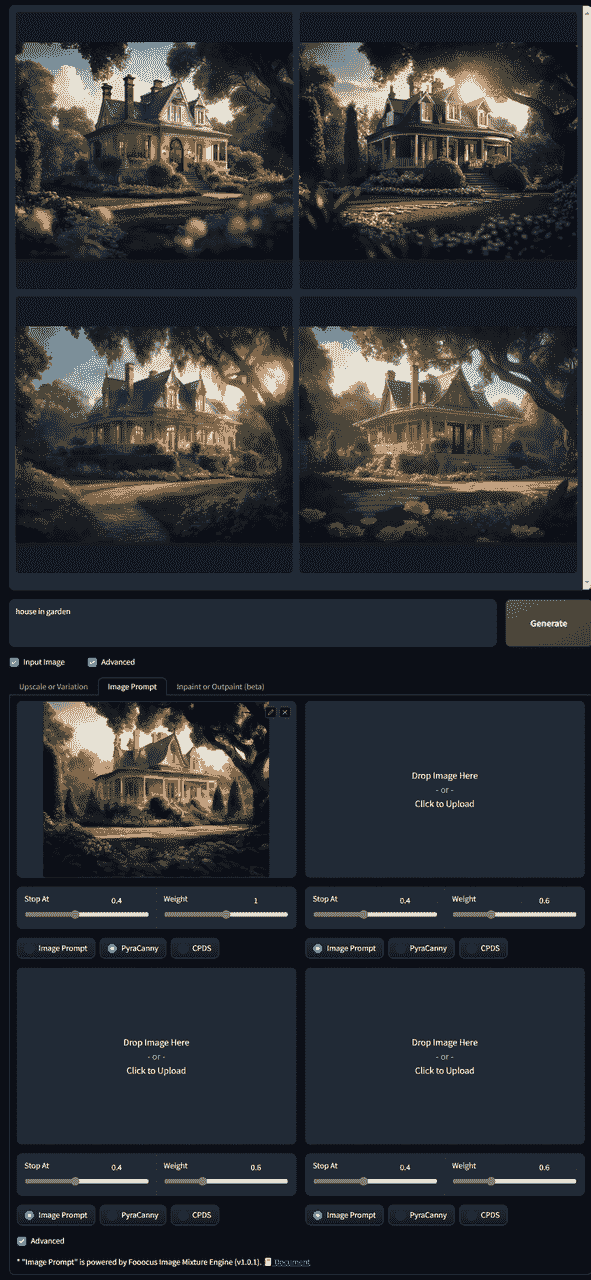 house in garden
Generate
Input Image Advanced
Upscale or Variation Image Prompt Inpaint or Outpaint (beta)
Drop Image Here
- or -
Click to Upload
Stop At 0.4 Weight 1
Stop At 0.4 Weight 0.6
Image Prompt PyraCanny CPDS
Image Prompt PyraCanny CPDS
Drop Image Here
- or -
Click to Upload
Drop Image Here
- or -
Click to Upload
Stop At 0.4 Weight 0.6
Stop At 0.4 Weight 0.6
Image Prompt PyraCanny CPDS
Image Prompt PyraCanny CPDS
Advanced
* "Image Prompt" is powered by Fooocus Image Mixture Engine (v1.0.1). Document